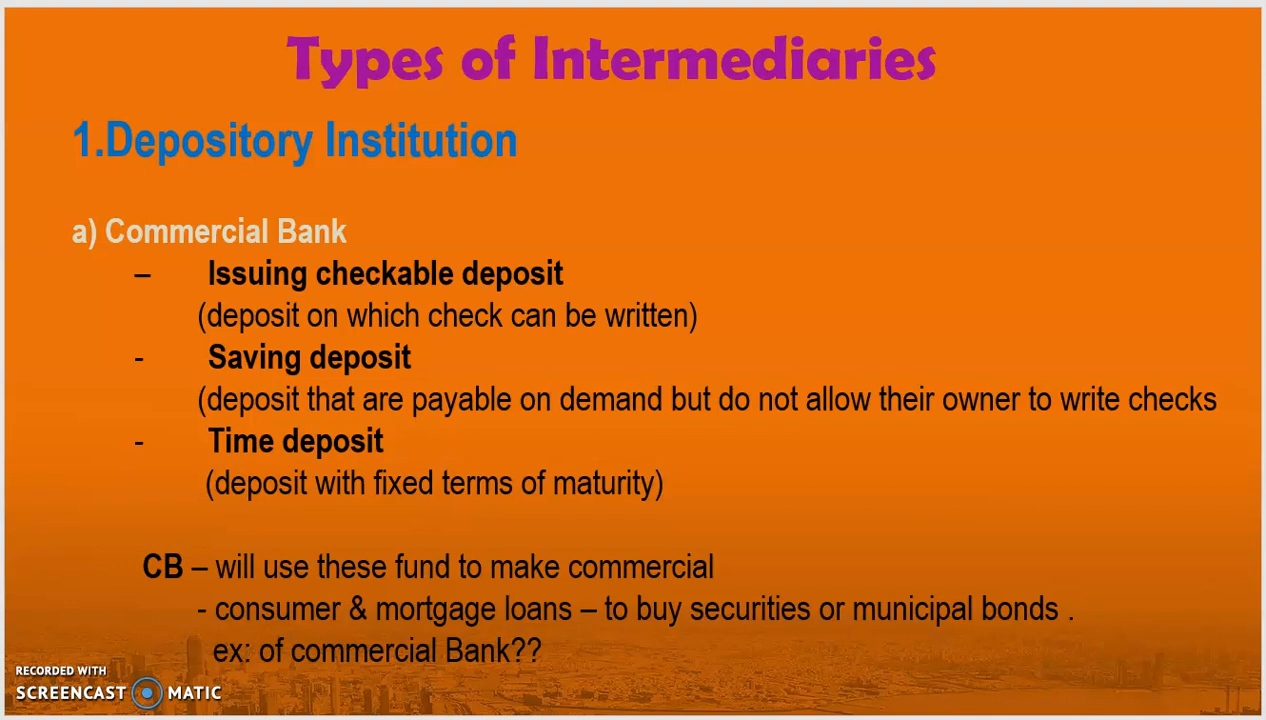 Types of Intermediaries
1.Depository Institution
a) Commercial Bank
– Issuing checkable deposit
(deposit on which check can be written)
- Saving deposit
(deposit that are payable on demand but do not allow their owner to write checks
- Time deposit
(deposit with fixed terms of maturity)
CB – will use these fund to make commercial
- consumer & mortgage loans – to buy securities or municipal bonds .
ex: of commercial Bank??
RECORDED WITH
SCREENCAST MATIC